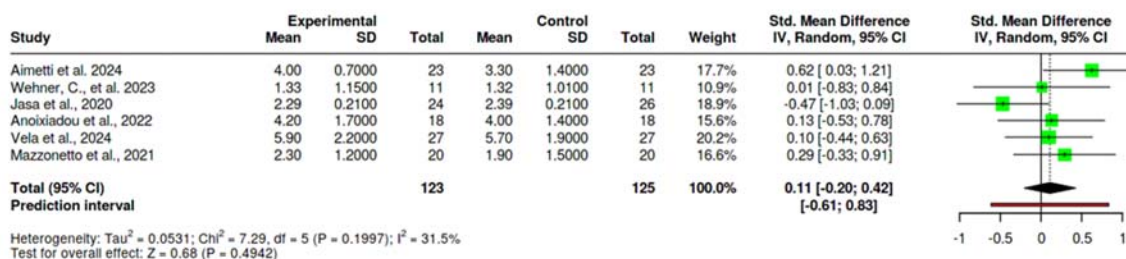 Experimental Control Std. Mean Difference Std. Mean Difference
Study Mean SD Total Mean SD Total Weight IV, Random, 95% CI IV, Random, 95% CI
Aimetti et al. 2024 4.00 0.7000 23 3.30 1.4000 23 17.7% 0.62 [ 0.03; 1.21]
Wehner, C., et al. 2023 1.33 1.1500 11 1.32 1.0100 11 10.9% 0.01 [-0.83; 0.84]
Jasa et al., 2020 2.29 0.2100 24 2.39 0.2100 26 18.9% -0.47 [-1.03; 0.09]
Anoixiadou et al., 2022 4.20 1.7000 18 4.00 1.4000 18 15.6% 0.13 [-0.53; 0.78]
Vela et al., 2024 5.90 2.2000 27 5.70 1.9000 27 20.2% 0.10 [-0.44; 0.63]
Mazzonetto et al., 2021 2.30 1.2000 20 1.90 1.5000 20 16.6% 0.29 [-0.33; 0.91]
Total (95% CI) 123 125 100.0% 0.11 [-0.20; 0.42]
Prediction interval [-0.61; 0.83]
Heterogeneity: Tau² = 0.0531; Chi² = 7.29, df = 5 (P = 0.1997); I² = 31.5%
Test for overall effect: Z = 0.68 (P = 0.4942)
-1 -0.5 0 0.5 1